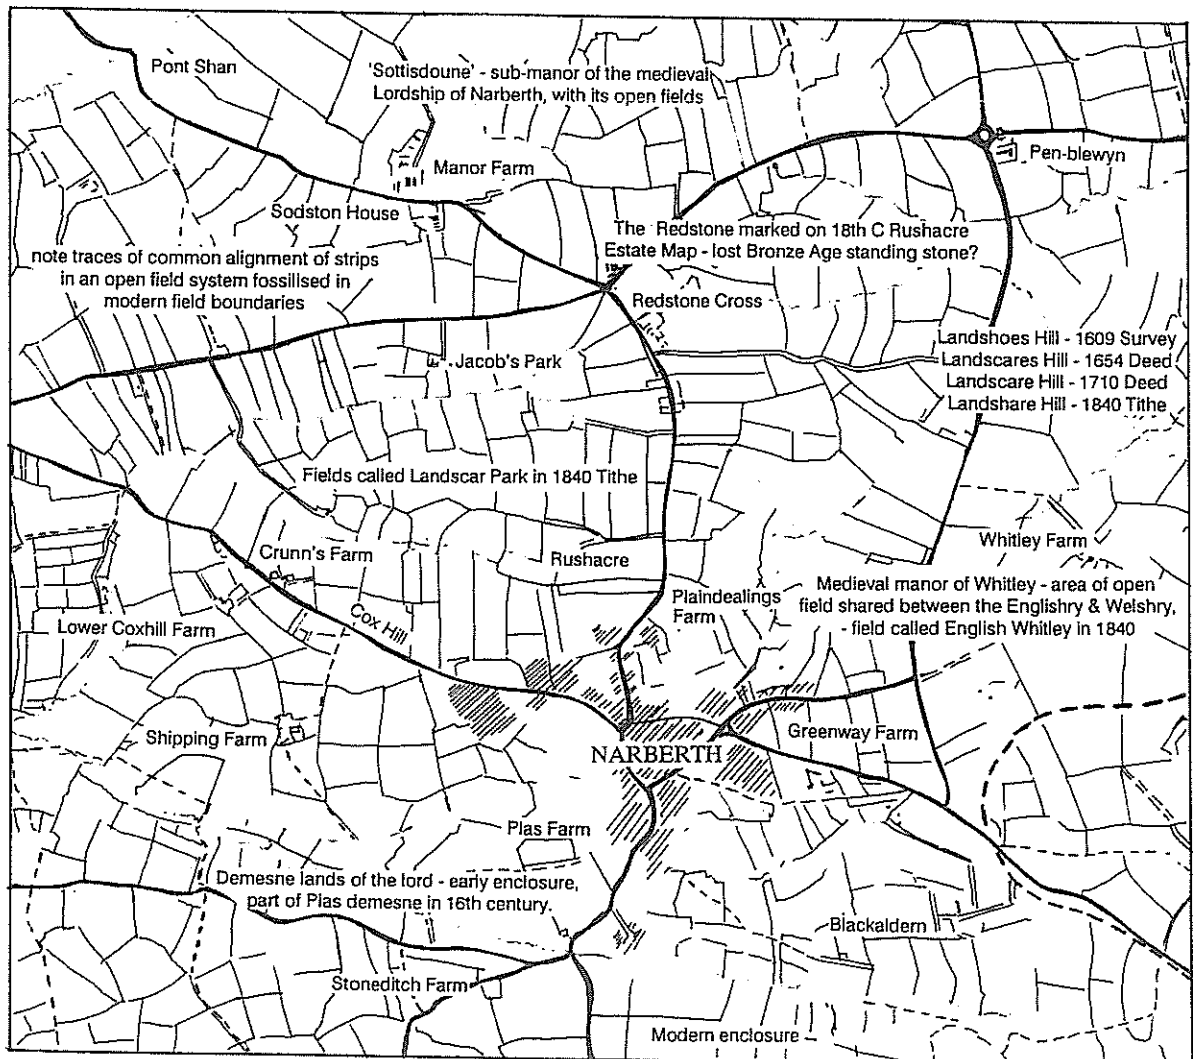 Pont Shan
'Sottisdoune' - sub-manor of the medieval
Lordship of Narberth, with its open fields
Manor Farm
Pen-blewyn
Sodston House
The Redstone marked on 18th C Rushacre
Estate Map - lost Bronze Age standing stone?
note traces of common alignment of strips
in an open field system fossilised in
modern field boundaries
Redstone Cross
Jacob's Park
Landshoes Hill - 1609 Survey
Landscares Hill - 1654 Deed
Landscare Hill - 1710 Deed
Landshare Hill - 1840 Tithe
Fields called Landscar Park in 1840 Tithe
Whitley Farm
Crunn's Farm
Rushacre
Cox Hill
Plaindealings
Farm
Medieval manor of Whitley - area of open
field shared between the Englishry & Welshry,
- field called English Whitley in 1840
Lower Coxhill Farm
Shipping Farm
Greenway Farm
NARBERTH
Plas Farm
Demesne lands of the lord - early enclosure,
part of Plas demesne in 16th century.
Blackaldern
Stoneditch Farm
Modern enclosure